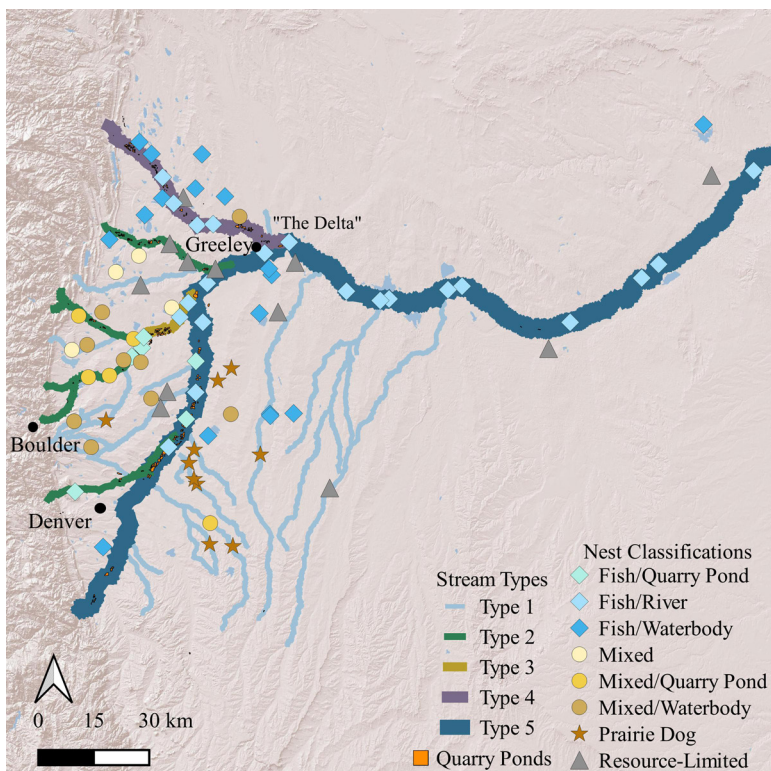 "The Delta"
Greeley
Boulder
Denver
Stream Types
Type 1
Type 2
Type 3
Type 4
Type 5
Quarry Ponds
Nest Classifications
Fish/Quarry Pond
Fish/River
Fish/Waterbody
Mixed
Mixed/Quarry Pond
Mixed/Waterbody
Prairie Dog
Resource-Limited
0 15 30 km